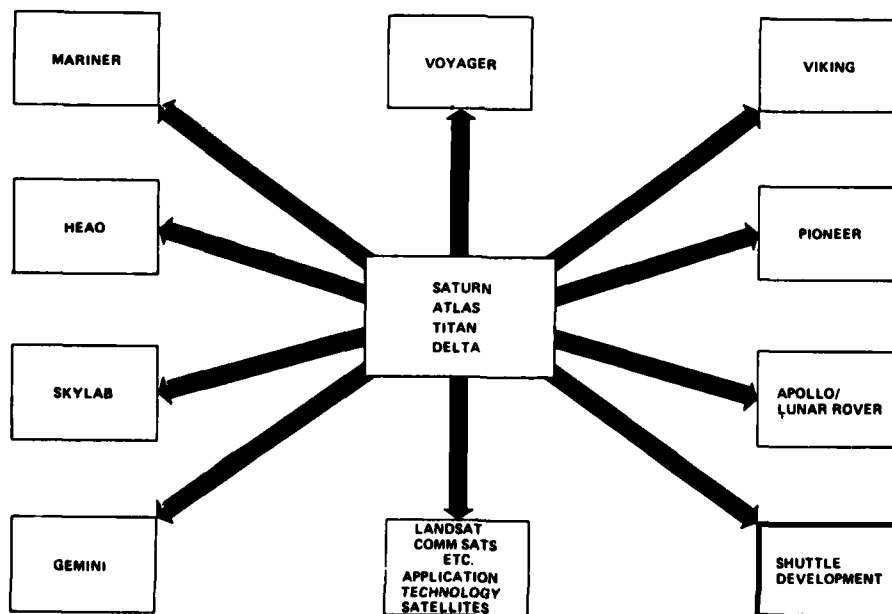 MARINER
VOYAGER
VIKING
HEAO
PIONEER
SATURN
ATLAS
TITAN
DELTA
SKYLAB
APOLLO/
LUNAR ROVER
GEMINI
LANDSAT
COMM SATS
ETC.
APPLICATION
TECHNOLOGY
SATELLITES
SHUTTLE
DEVELOPMENT